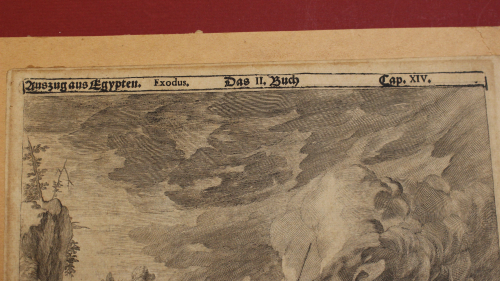 Auszug aus Egypten. Exodus. Das II. Buch Cap. XIV.